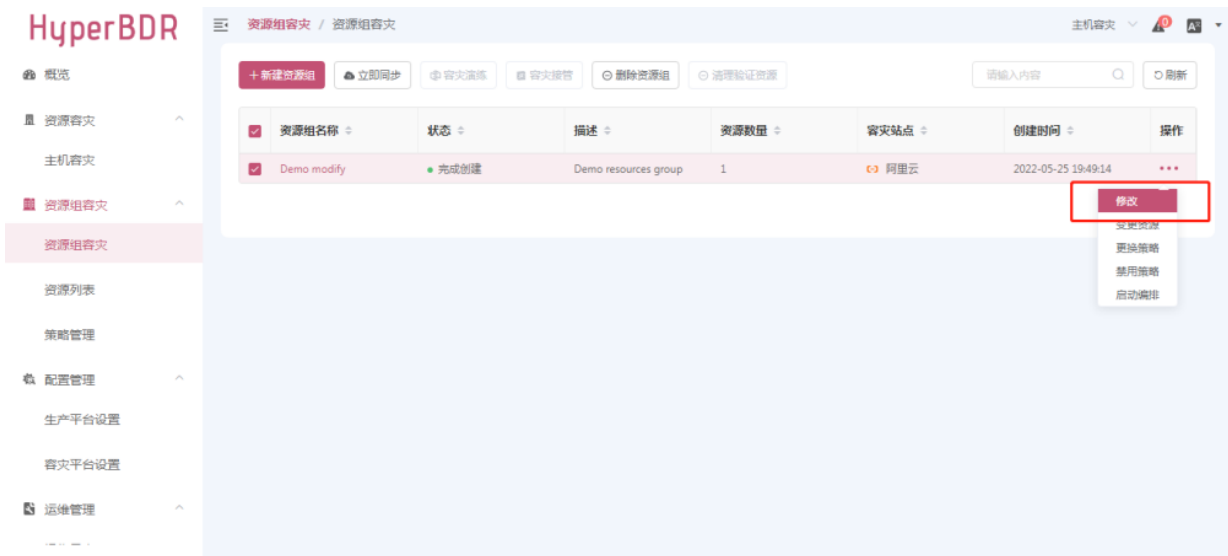 HyperBDR
资源组容灾 / 资源组容灾
主机容灾
0
概览
资源容灾
主机容灾
资源组容灾
资源组容灾
资源列表
策略管理
配置管理
生产平台设置
容灾平台设置
运维管理
+新建资源组 立即同步 容灾演练 容灾接管 删除资源组 清理验证资源 请输入内容 刷新
资源组名称 状态 描述 资源数量 容灾站点 创建时间 操作
Demo modify 完成创建 Demo resources group 1 阿里云 2022-05-25 19:49:14
修改
变更资源
更换策略
禁用策略
启动编排